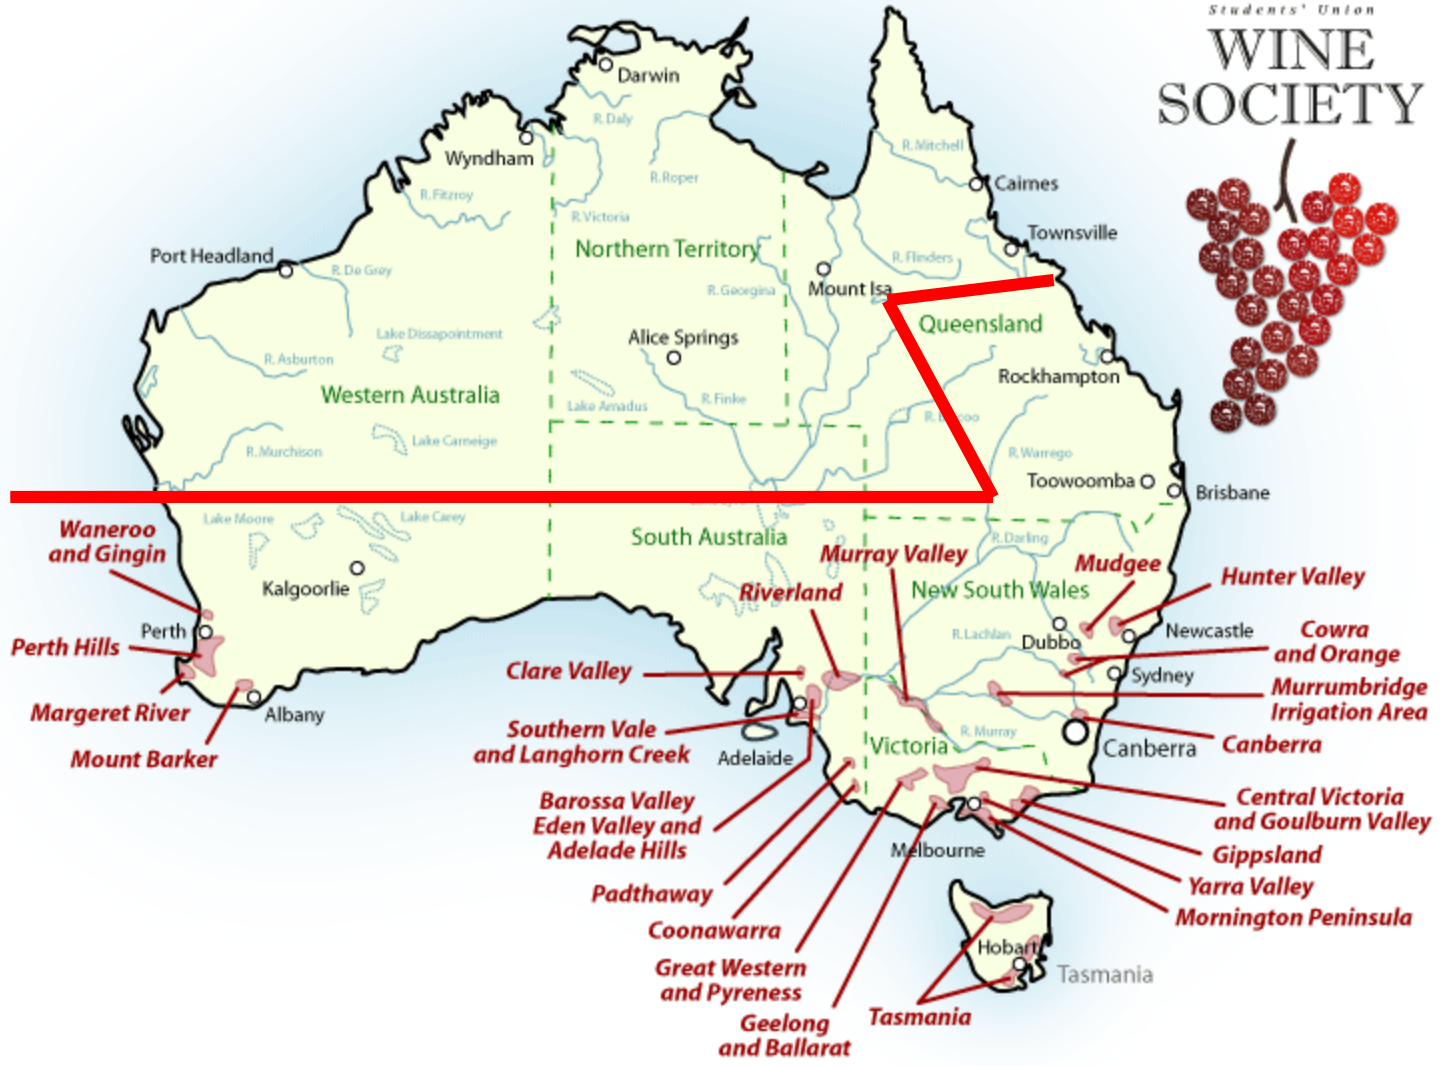 Students' Union
WINE
SOCIETY
Darwin
R. Daly
Wyndham
R. Mitchell
R. Fitzroy
R. Roper
Cairnes
R. Victoria
Townsville
Northern Territory
Port Headland
R. De Grey
R. Flinders
Mount Isa
R. Georgina
Queensland
Lake Dissapointment
Alice Springs
R. Asburton
Rockhampton
Western Australia
R. Finke
Lake Amadus
Lake Carneige
R. Murchison
R. Warrego
Toowoomba
Brisbane
Lake Moore
Lake Carey
Waneroo
and Gingin
South Australia
R. Darling
Murray Valley
Mudgee
Hunter Valley
Kalgoorlie
Riverland
New South Wales
Perth
R. Lachlan
Dubbo
Newcastle
Cowra
and Orange
Perth Hills
Clare Valley
Sydney
Murrumbridge
Irrigation Area
Margeret River
Albany
Southern Vale
and Langhorn Creek
Adelaide
R. Murray
Victoria
Canberra
Canberra
Mount Barker
Barossa Valley
Eden Valley and
Adelade Hills
Central Victoria
and Goulburn Valley
Melbourne
Gippsland
Yarra Valley
Mornington Peninsula
Padthaway
Coonawarra
Great Western
and Pyreness
Hobart
Tasmania
Tasmania
Geelong
and Ballarat